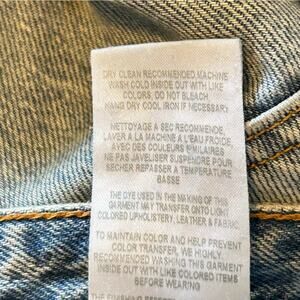 DRY CLEAN RECOMMENDED.MACHINE
WASH COLD INSIDE OUT WITH LIKE
COLORS, DO NOT BLEACH.
HANG DRY COOL IRON IF NECESSARY
NETTOYAGE A SEC RECOMMENDE,
LAVER A LA MACHINE A L'EAU FROIDE,
AVEC DES COULEURS SIMILAIRES
NE PAS JAVELISER SUSPENDRE POUR
SECHER REPASSER A TEMPERATURE
BASSE
THE DYE USED IN THE MAKING OF THIS
GARMENT MAY TRANSFER ONTO LIGHT
COLORED UPHOLSTERY, LEATHER & FABRIC.
TO MAINTAIN COLOR AND HELP PREVENT
COLOR TRANSFER, WE HIGHLY
RECOMMENDED WASHING THIS GARMENT
INSIDE OUT WITH LIKE COLORED ITEMS
BEFORE WEARING
THE FINISHING